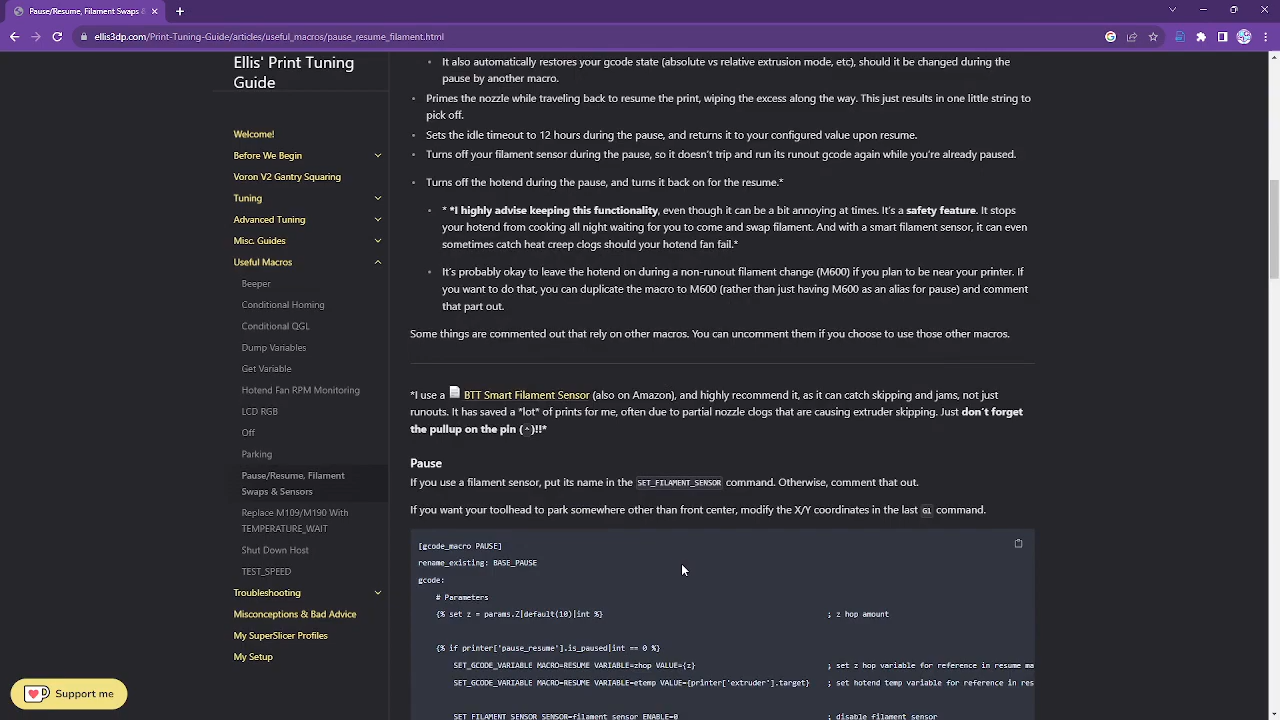 Pause/Resume, Filament Swaps &
ellis3dp.com/Print-Tuning-Guide/articles/useful_macros/pause_resume_filament.html
Ellis' Print Tuning
Guide
Welcome!
Before We Begin
Voron V2 Gantry Squaring
Tuning
Advanced Tuning
Misc. Guides
Useful Macros
Beeper
Conditional Homing
Conditional QGL
Dump Variables
Get Variable
Hotend Fan RPM Monitoring
LCD RGB
Off
Parking
Pause/Resume, Filament
Swaps & Sensors
Replace M109/M190 With
TEMPERATURE_WAIT
Shut Down Host
TEST_SPEED
Troubleshooting
Misconceptions & Bad Advice
My SuperSlicer Profiles
My Setup
Support me
It also automatically restores your gcode state (absolute vs relative extrusion mode, etc), should it be changed during the
pause by another macro.
Primes the nozzle while traveling back to resume the print, wiping the excess along the way. This just results in one little string to
pick off.
Sets the idle timeout to 12 hours during the pause, and returns it to your configured value upon resume.
Turns off your filament sensor during the pause, so it doesn't trip and run its runout gcode again while you're already paused.
Turns off the hotend during the pause, and turns it back on for the resume.*
* *I highly advise keeping this functionality, even though it can be a bit annoying at times. It's a safety feature. It stops
your hotend from cooking all night waiting for you to come and swap filament. And with a smart filament sensor, it can even
sometimes catch heat creep clogs should your hotend fan fail.*
It's probably okay to leave the hotend on during a non-runout filament change (M600) if you plan to be near your printer. If
you want to do that, you can duplicate the macro to M600 (rather than just having M600 as an alias for pause) and comment
that part out.
Some things are commented out that rely on other macros. You can uncomment them if you choose to use those other macros.
*I use a BTT Smart Filament Sensor (also on Amazon), and highly recommend it, as it can catch skipping and jams, not just
runouts. It has saved a *lot* of prints for me, often due to partial nozzle clogs that are causing extruder skipping. Just don't forget
the pullup on the pin (^)!!*
Pause
If you use a filament sensor, put its name in the SET_FILAMENT_SENSOR command. Otherwise, comment that out.
If you want your toolhead to park somewhere other than front center, modify the X/Y coordinates in the last G1 command.
[gcode_macro PAUSE]
rename_existing: BASE_PAUSE
gcode:
# Parameters
{% set z = params.Z|default(10)|int %} ; z hop amount
{% if printer['pause_resume'].is_paused|int == 0 %}
SET_GCODE_VARIABLE MACRO=RESUME VARIABLE=zhop VALUE={z} ; set z hop variable for reference in resume ma
SET_GCODE_VARIABLE MACRO=RESUME VARIABLE=etemp VALUE={printer['extruder'].target} ; set hotend temp variable for reference in res
SET_FILAMENT_SENSOR SENSOR=filament_sensor ENABLE=0 ; disable filament sensor